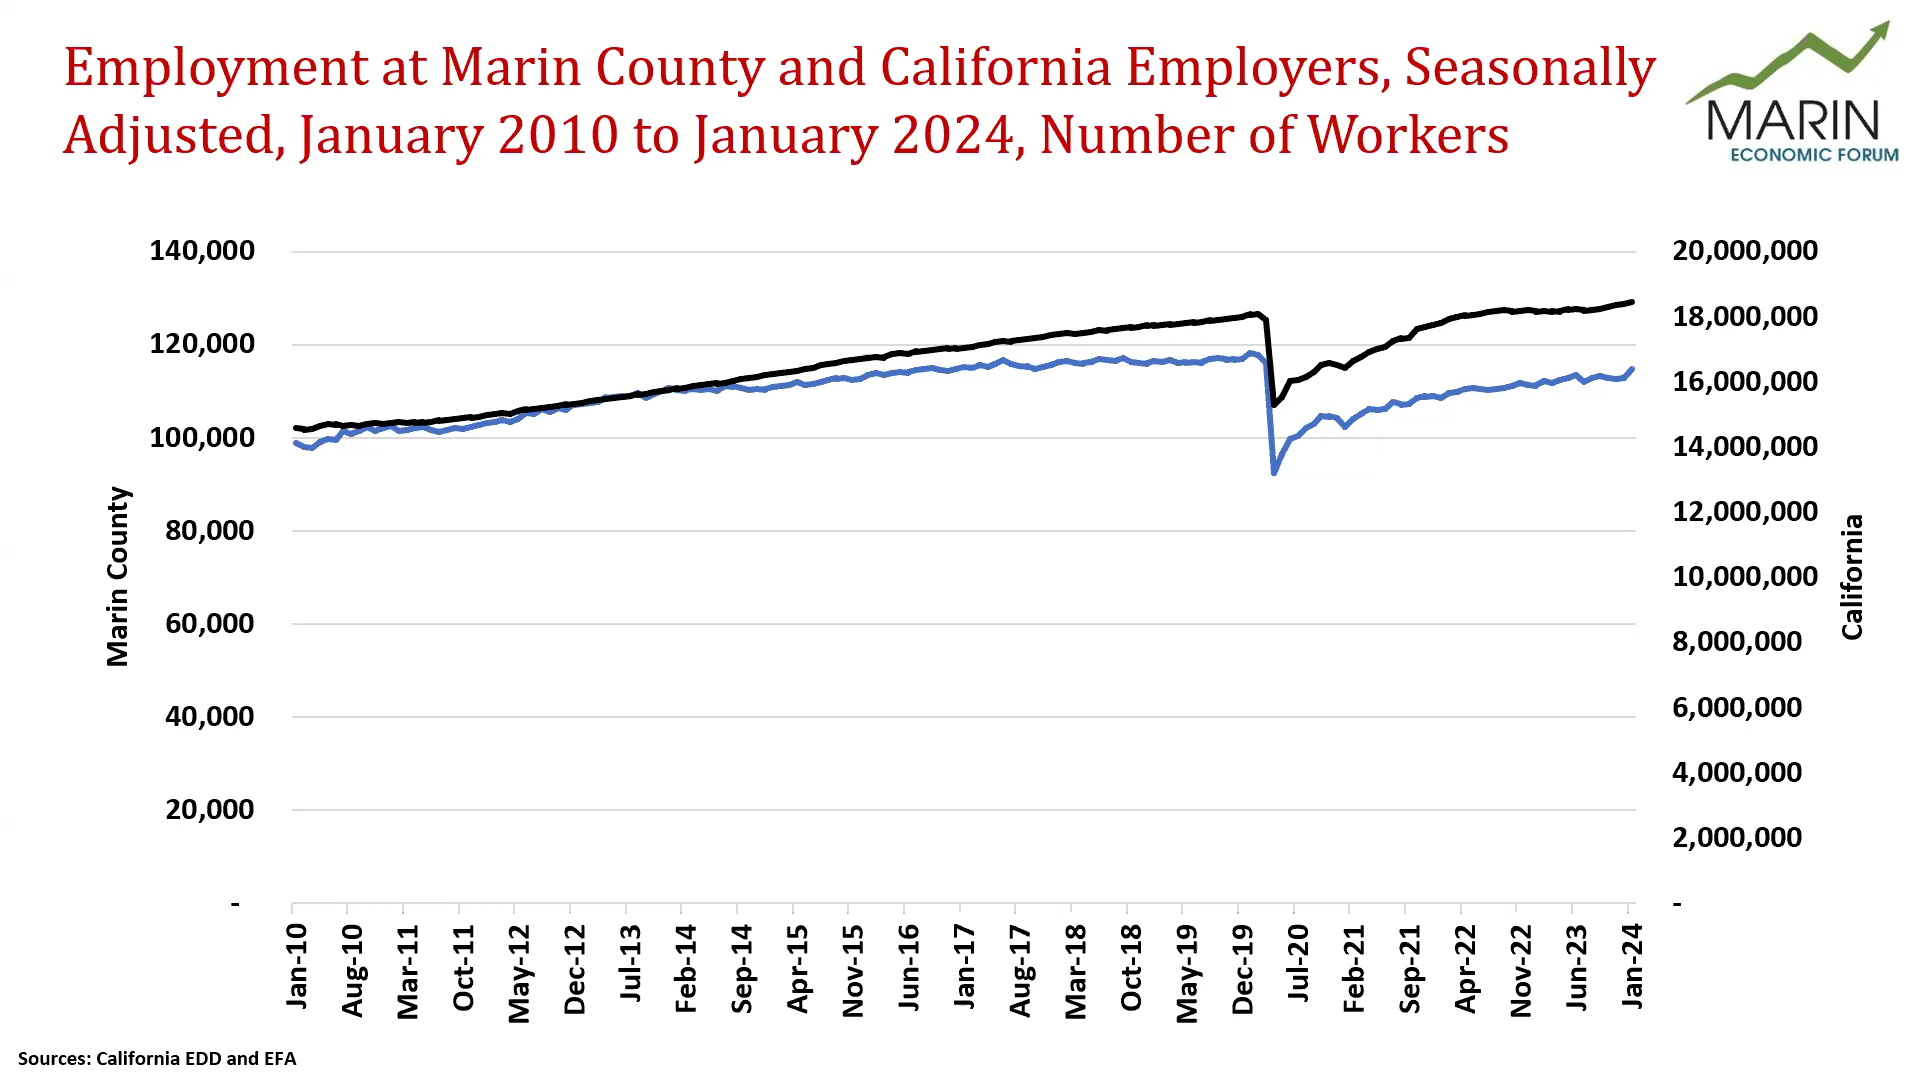 Employment at Marin County and California Employers, Seasonally
Adjusted, January 2010 to January 2024, Number of Workers
MARIN
ECONOMIC FORUM
140,000
120,000
100,000
80,000
60,000
40,000
20,000
-
Marin County
20,000,000
18,000,000
16,000,000
14,000,000
12,000,000
10,000,000
8,000,000
6,000,000
4,000,000
2,000,000
-
California
Jan-10
Aug-10
Mar-11
Oct-11
May-12
Dec-12
Jul-13
Feb-14
Sep-14
Apr-15
Nov-15
Jun-16
Jan-17
Aug-17
Mar-18
Oct-18
May-19
Dec-19
Jul-20
Feb-21
Sep-21
Apr-22
Nov-22
Jun-23
Jan-24
Sources: California EDD and EFA